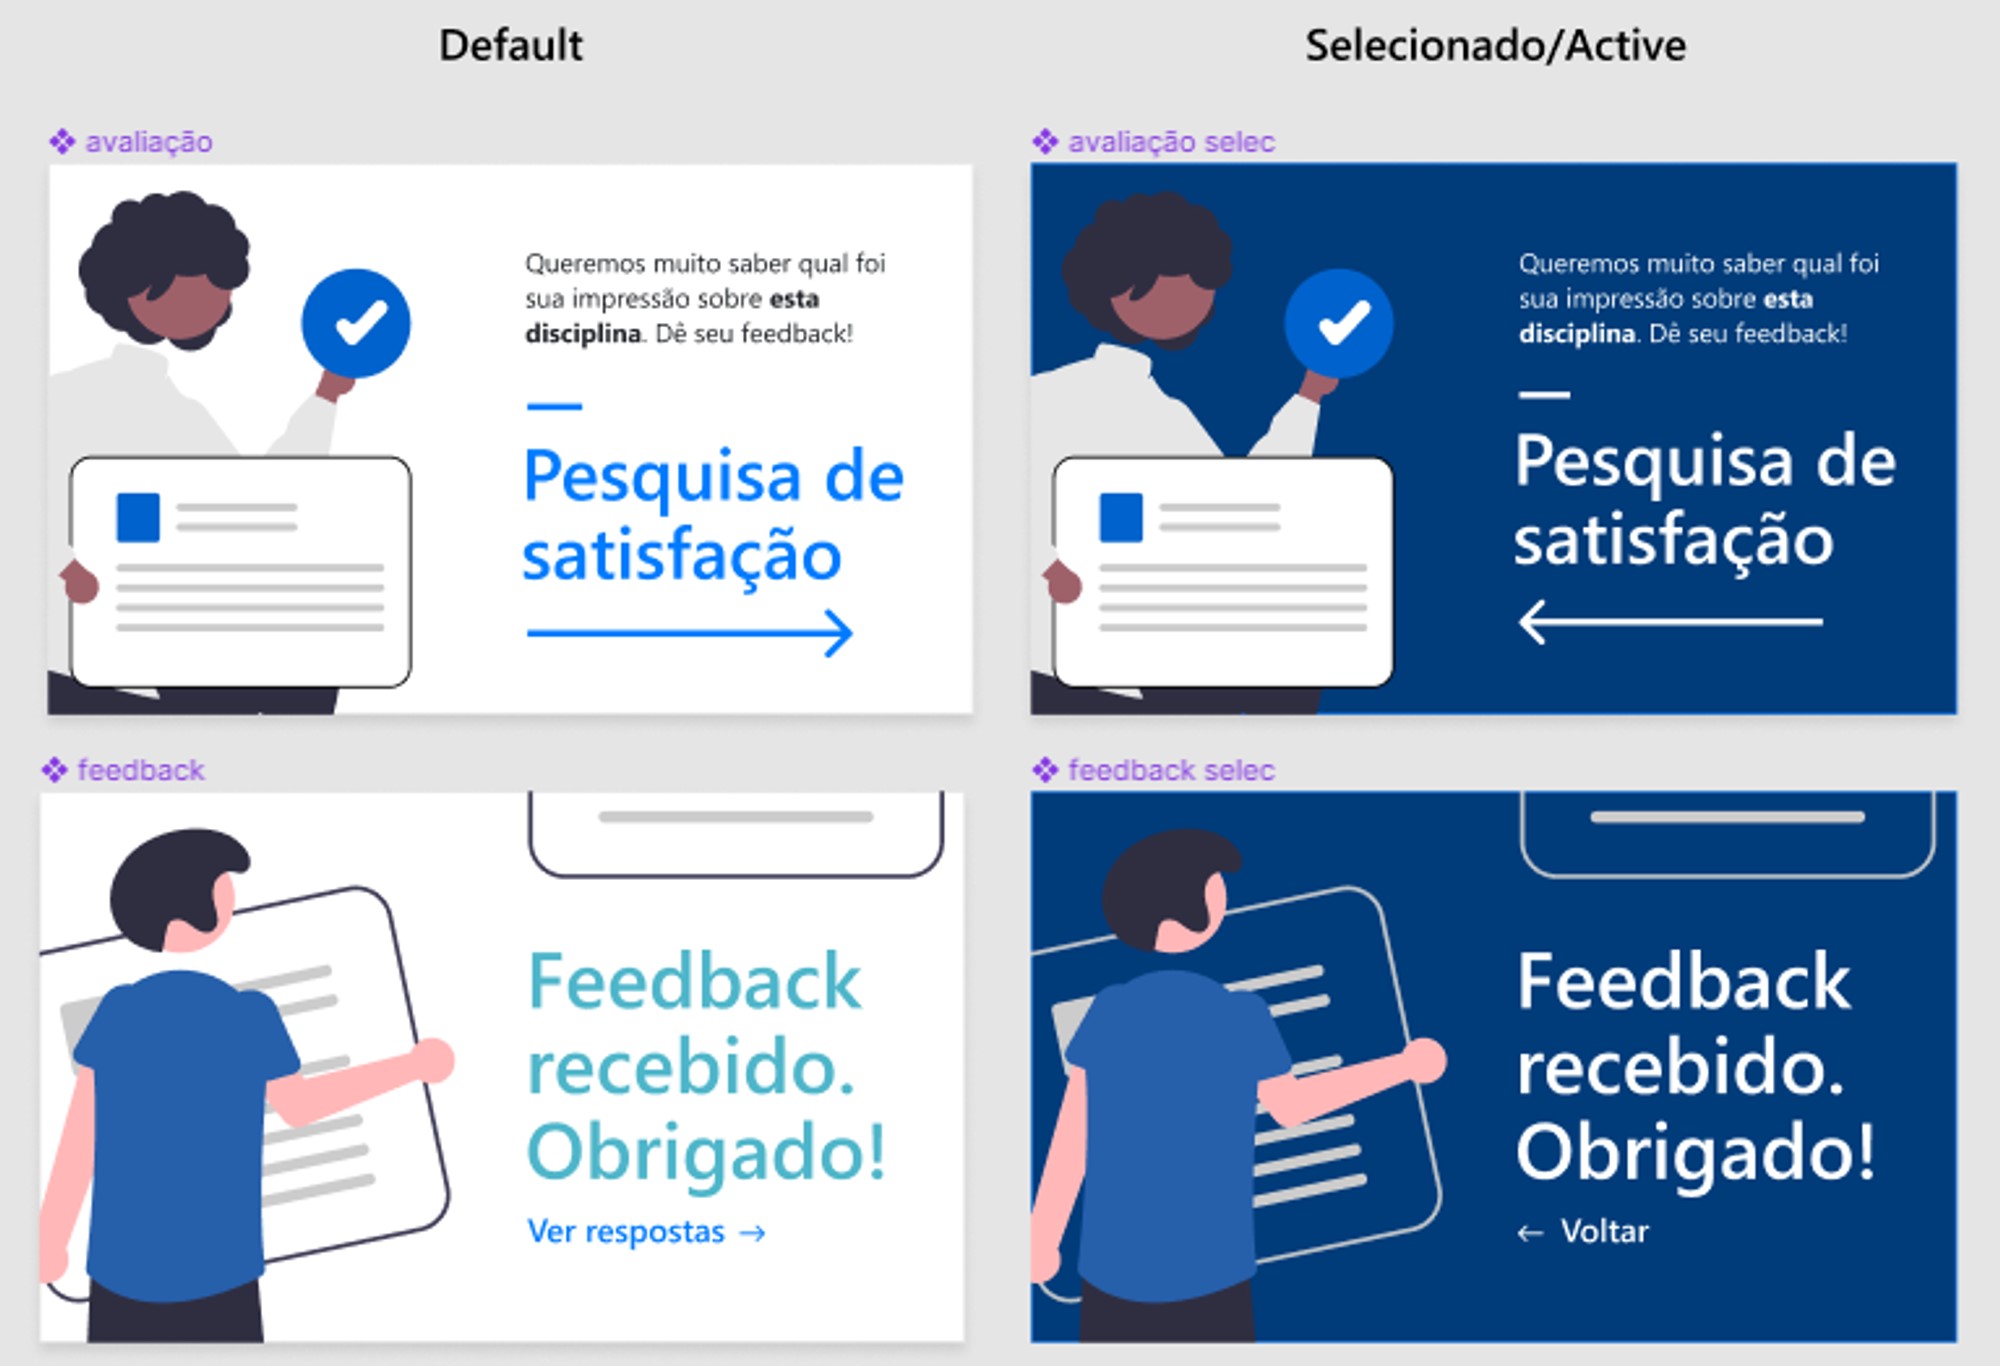 Default
Selecionado/Active
avaliação
Queremos muito saber qual foi
sua impressão sobre esta
disciplina. Dê seu feedback!
Pesquisa de
satisfação
avaliação selec
Queremos muito saber qual foi
sua impressão sobre esta
disciplina. Dê seu feedback!
Pesquisa de
satisfação
feedback
Feedback
recebido.
Obrigado!
Ver respostas →
feedback selec
Feedback
recebido.
Obrigado!
← Voltar